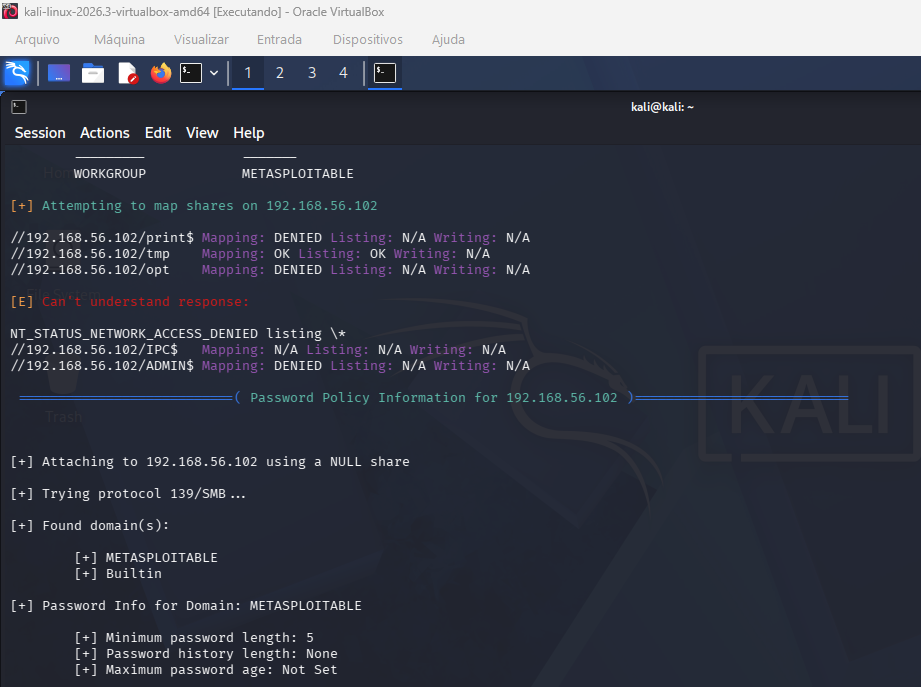 kali-linux-2026.3-virtualbox-amd64 [Executando] - Oracle VirtualBox
Arquivo Máquina Visualizar Entrada Dispositivos Ajuda
1 2 3 4
kali@kali: ~
Session Actions Edit View Help
WORKGROUP METASPLOITABLE
[+] Attempting to map shares on 192.168.56.102
//192.168.56.102/print$ Mapping: DENIED Listing: N/A Writing: N/A
//192.168.56.102/tmp Mapping: OK Listing: OK Writing: N/A
//192.168.56.102/opt Mapping: DENIED Listing: N/A Writing: N/A
[E] Can't understand response:
NT_STATUS_NETWORK_ACCESS_DENIED listing \*
//192.168.56.102/IPC$ Mapping: N/A Listing: N/A Writing: N/A
//192.168.56.102/ADMIN$ Mapping: DENIED Listing: N/A Writing: N/A
( Password Policy Information for 192.168.56.102 )
KALI
Trash
[+] Attaching to 192.168.56.102 using a NULL share
[+] Trying protocol 139/SMB...
[+] Found domain(s):
[+] METASPLOITABLE
[+] Builtin
[+] Password Info for Domain: METASPLOITABLE
[+] Minimum password length: 5
[+] Password history length: None
[+] Maximum password age: Not Set